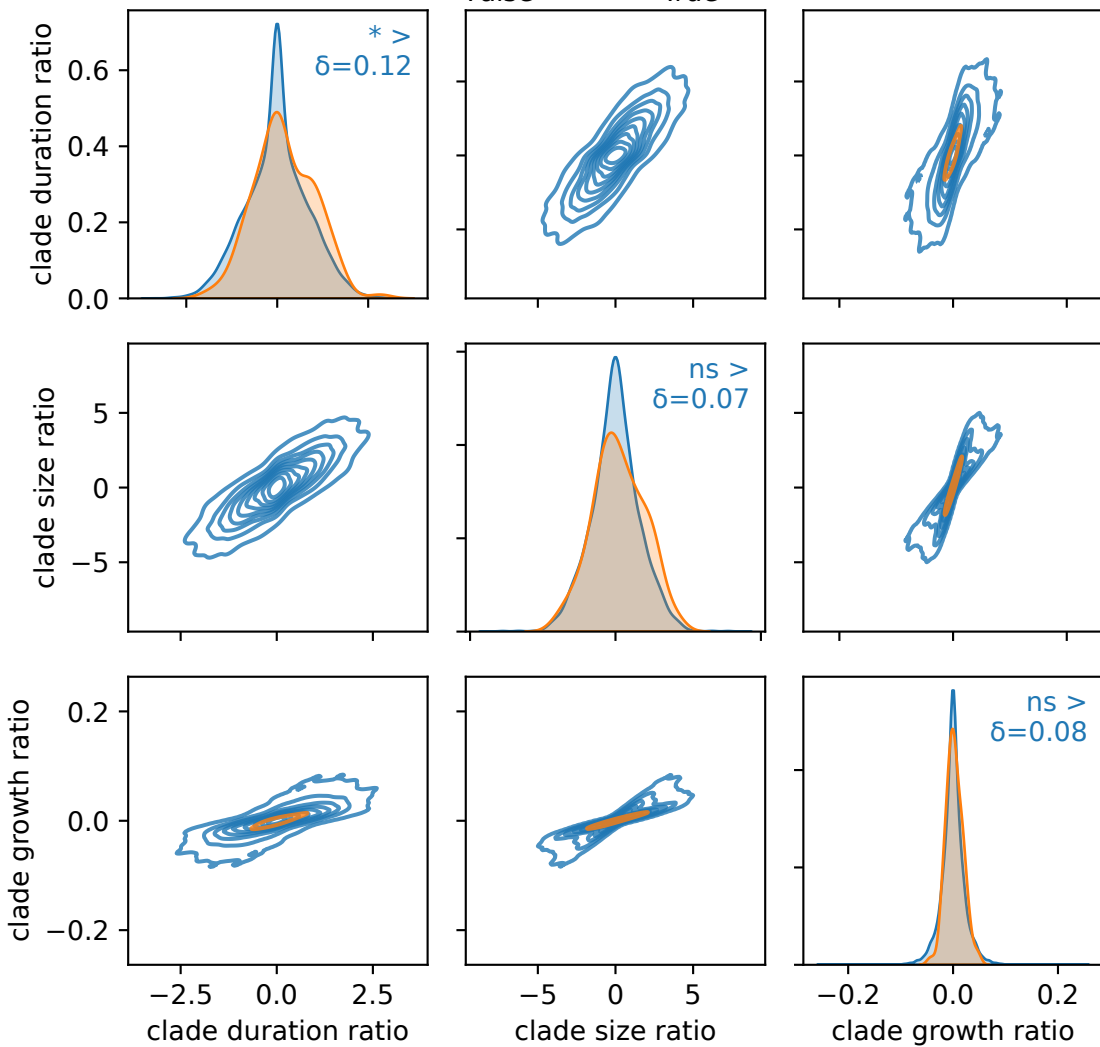 clade duration ratio
0.6
0.4
0.2
0.0
* >
δ=0.12
clade size ratio
5
0
−5
ns >
δ=0.07
clade growth ratio
0.2
0.0
−0.2
ns >
δ=0.08
−2.5 0.0 2.5
−5 0 5
−0.2 0.0 0.2
clade duration ratio
clade size ratio
clade growth ratio